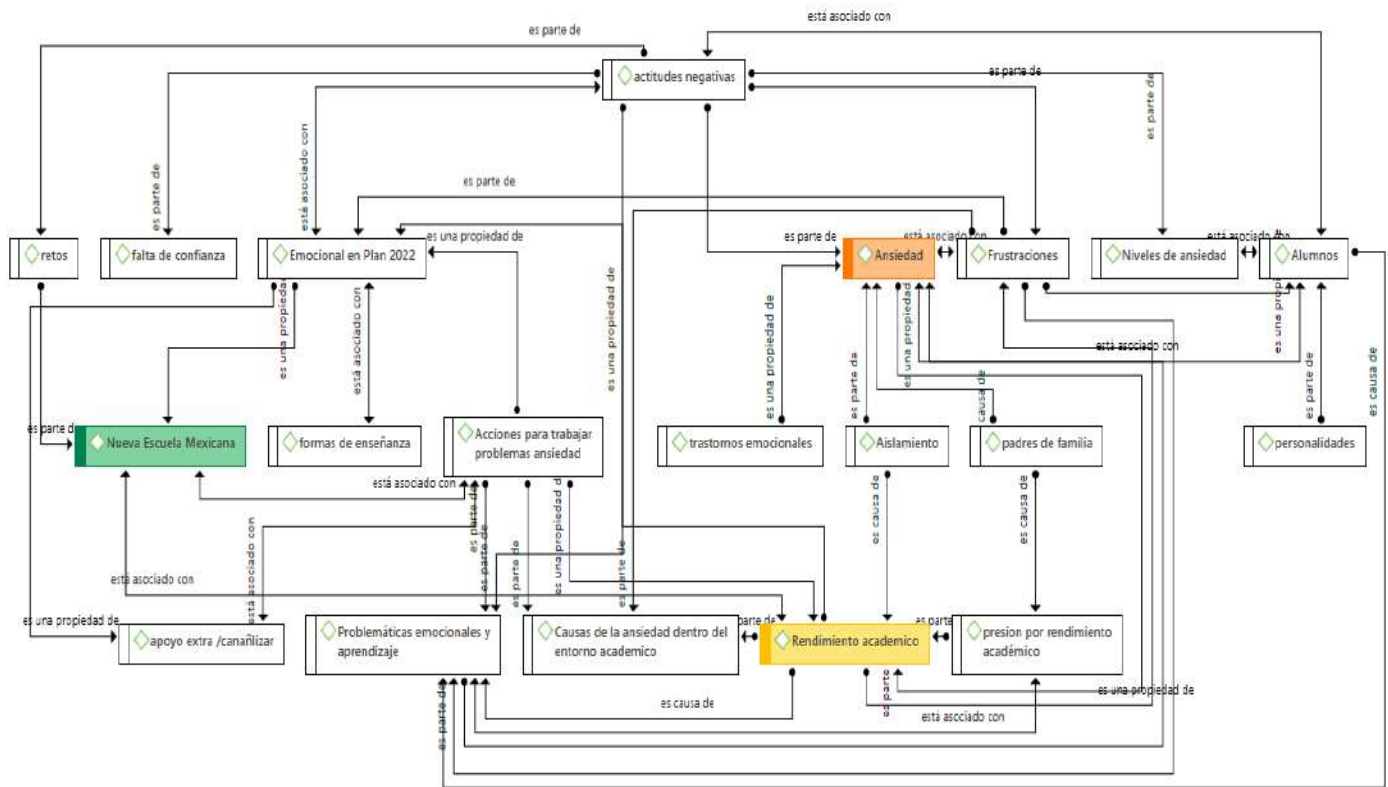 está asociado con
es parte de
actitudes negativas
es parte de
es parte de
es parte de
está asociado con
es parte de
es parte de
es una propiedad de
está asociado con
está asociado con
retos
falta de confianza
Emocional en Plan 2022
Ansiedad
Frustraciones
Niveles de ansiedad
Alumnos
es una propiedad
está asociado con
es una propiedad de
es una propiedad de
es parte de
es una propiedad
causa de
está asociado con
es una
es parte de
es causa de
es parte
Nueva Escuela Mexicana
formas de enseñanza
Acciones para trabajar
problemas ansiedad
trastornos emocionales
Aislamiento
padres de familia
personalidades
está asociado con
está asociado con
es parte de
es parte de
es parte de
es una propiedad d
es parte de
es causa de
es causa de
está asociado con
es una propiedad de
apoyo extra /canañlizar
Problemáticas emocionales y
aprendizaje
Causas de la ansiedad dentro del
entorno academico
parte de
Rendimiento academico
presion por rendimiento
académico
es parte de
es causa de
es parte
es una propiedad de
está asociado con